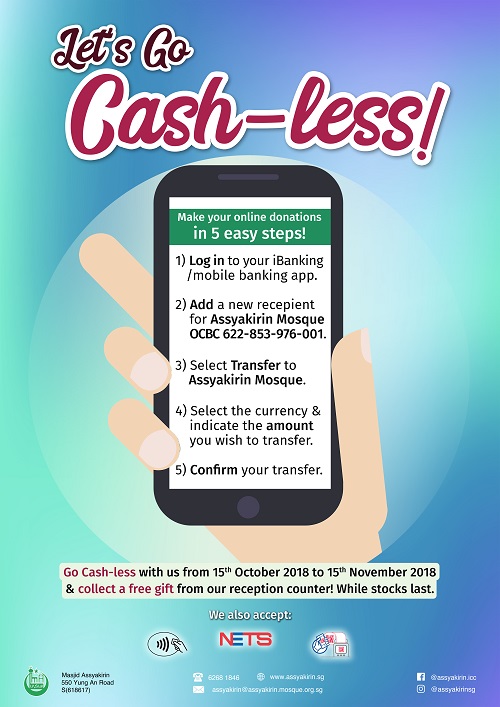 Let's Go
Cash-less!
Make your online donations
in 5 easy steps!
1) Log in to your iBanking
/mobile banking app.
2) Add a new recepient
for Assyakirin Mosque
OCBC 622-853-976-001.
3) Select Transfer to
Assyakirin Mosque.
4) Select the currency &
indicate the amount
you wish to transfer.
5) Confirm your transfer.
Go Cash-less with us from 15th October 2018 to 15th November 2018
& collect a free gift from our reception counter! While stocks last.
We also accept:
NETS
Masjid Assyakirin
550 Yung An Road
S(618617)
6268 1846
www.assyakirin.sg
assyakirin@assyakirin.mosque.org.sg
@assyakirin.icc
@assyakirinsg